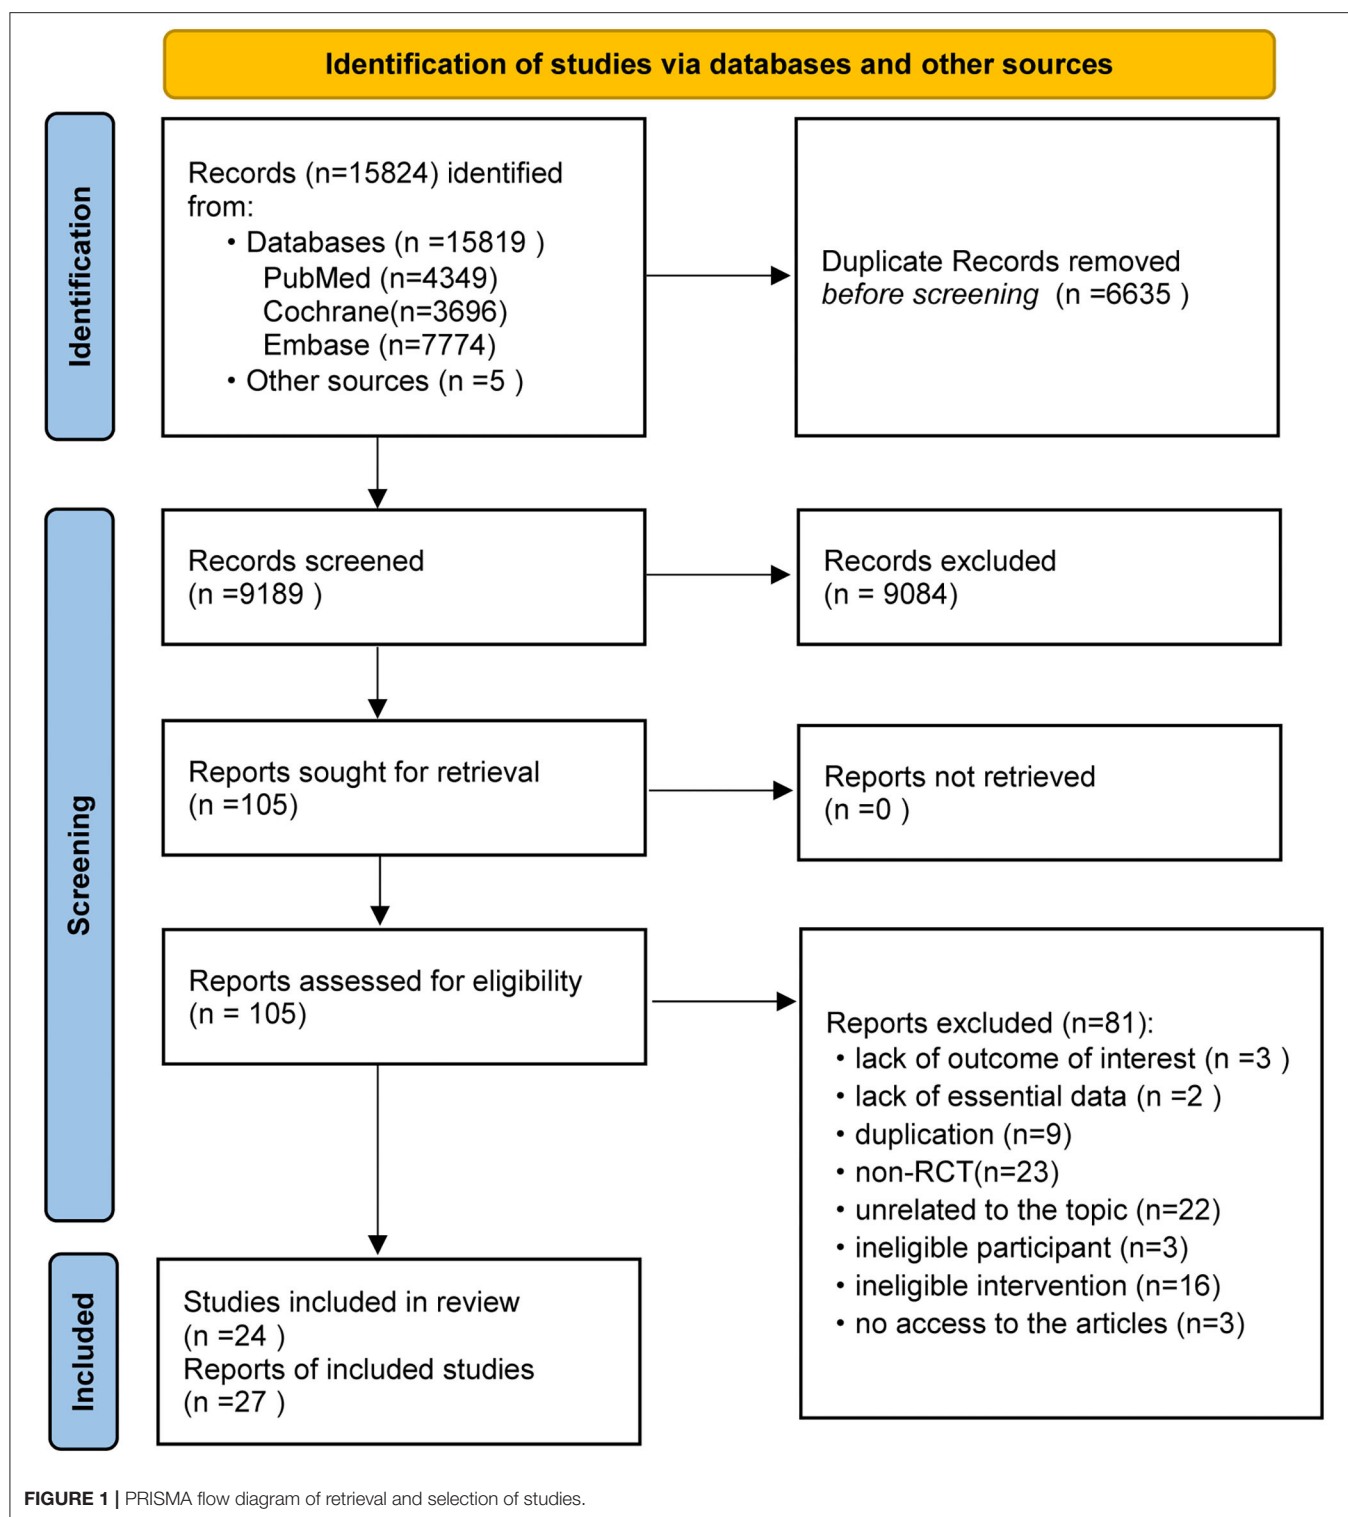 Identification of studies via databases and other sources
Identification
Records (n=15824) identified
from:
• Databases (n =15819 )
PubMed (n=4349)
Cochrane(n=3696)
Embase (n=7774)
• Other sources (n =5 )
Duplicate Records removed
before screening (n =6635 )
Screening
Records screened
(n =9189 )
Records excluded
(n = 9084)
Reports sought for retrieval
(n =105)
Reports not retrieved
(n =0 )
Reports assessed for eligibility
(n = 105)
Reports excluded (n=81):
• lack of outcome of interest (n =3 )
• lack of essential data (n =2 )
• duplication (n=9)
• non-RCT(n=23)
• unrelated to the topic (n=22)
• ineligible participant (n=3)
• ineligible intervention (n=16)
• no access to the articles (n=3)
Included
Studies included in review
(n =24 )
Reports of included studies
(n =27 )
FIGURE 1 | PRISMA flow diagram of retrieval and selection of studies.